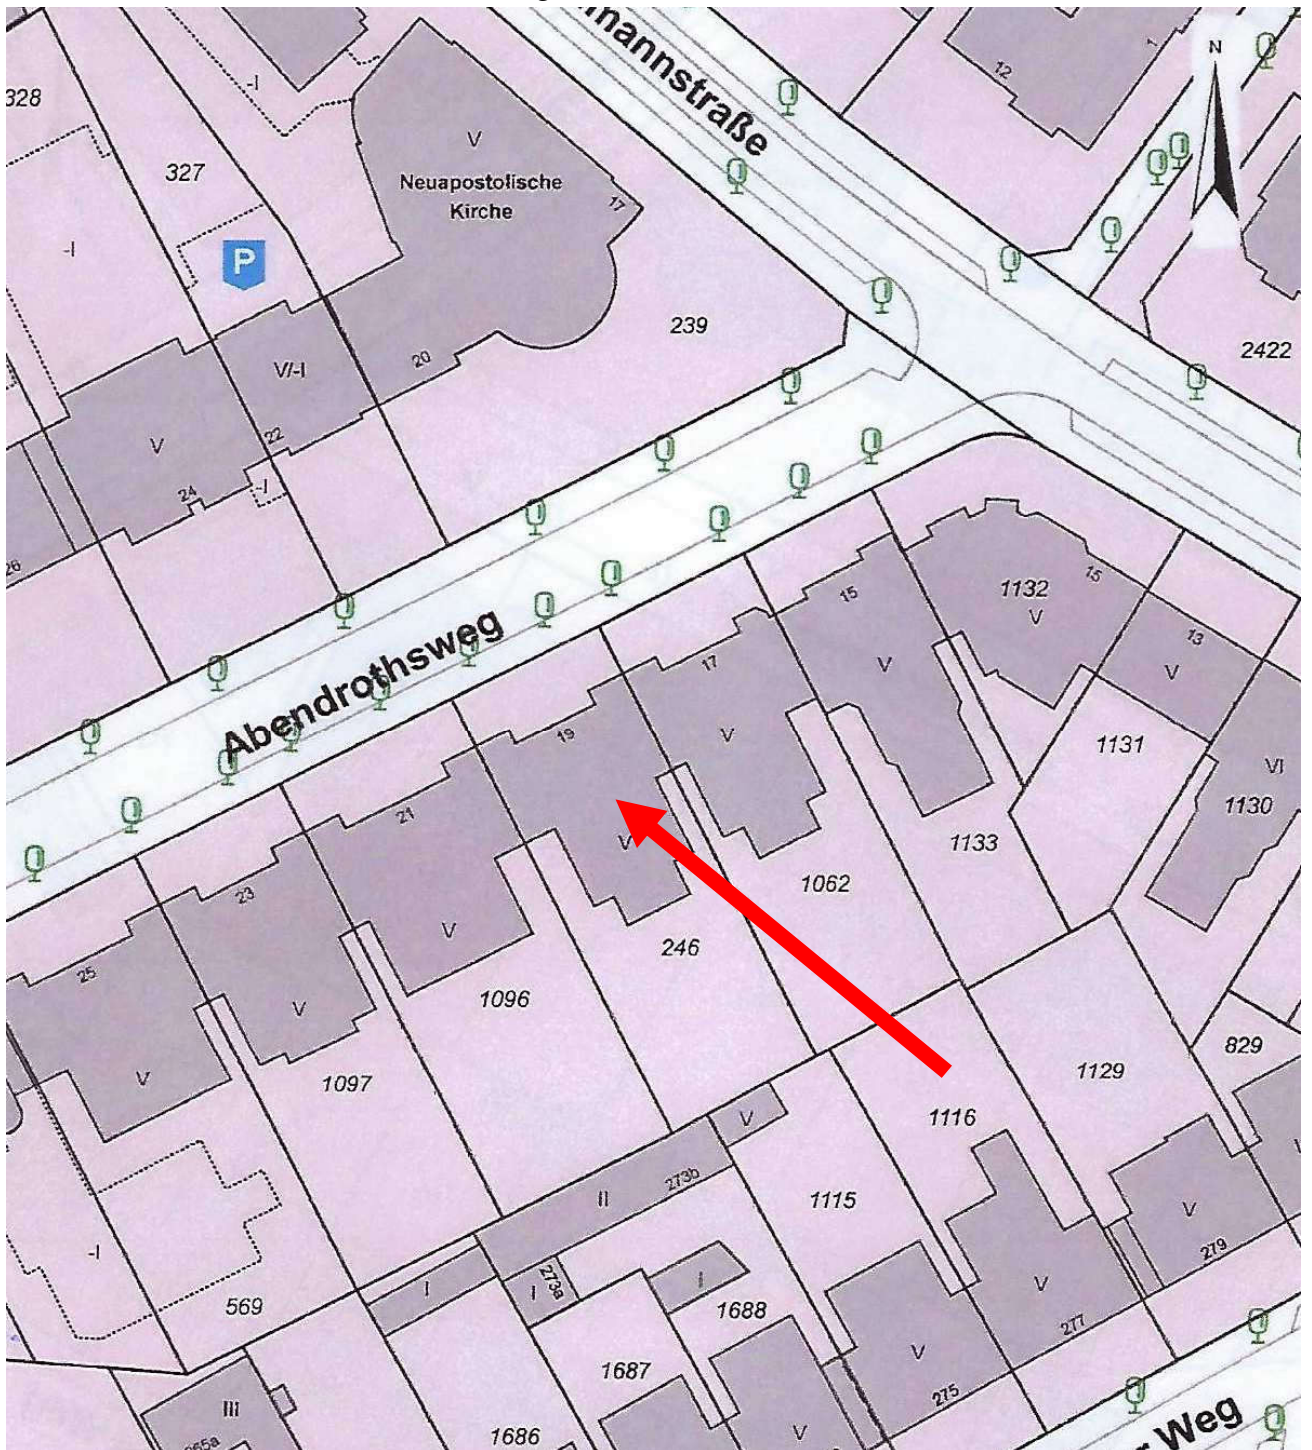 mannstraße
N
1
12
-I
328
327
V
Neuapostolische
Kirche
17
-I
P
239
2422
20
V/-I
22
V
24
-I
26
Abendrothsweg
15
1132
V
15
13
V
17
V
V
1131
VI
1130
19
V
1133
1062
21
V
246
23
V
1096
25
V
1097
829
1129
1116
V
273b
II
1115
V
279
-I
569
I
273a
I
I
1688
V
277
1687
V
275
III
265a
1686
V
Weg